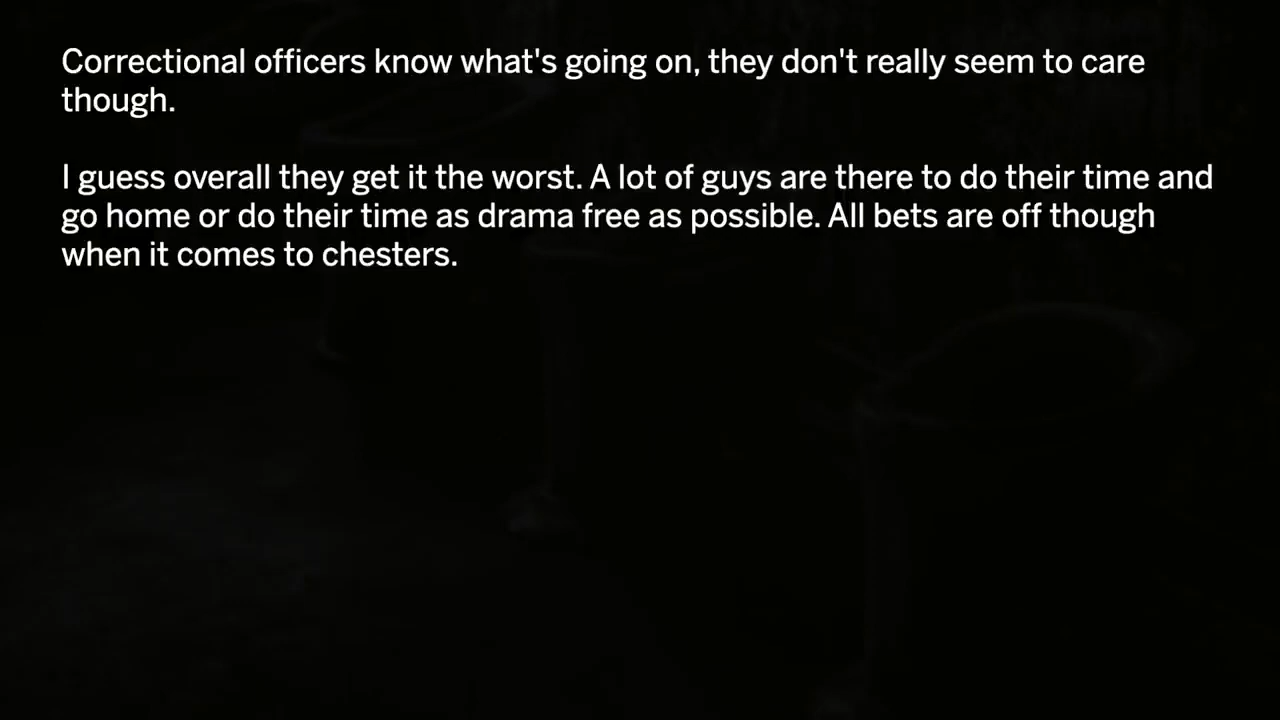 Correctional officers know what's going on, they don't really seem to care
though.
I guess overall they get it the worst. A lot of guys are there to do their time and
go home or do their time as drama free as possible. All bets are off though
when it comes to chesters.